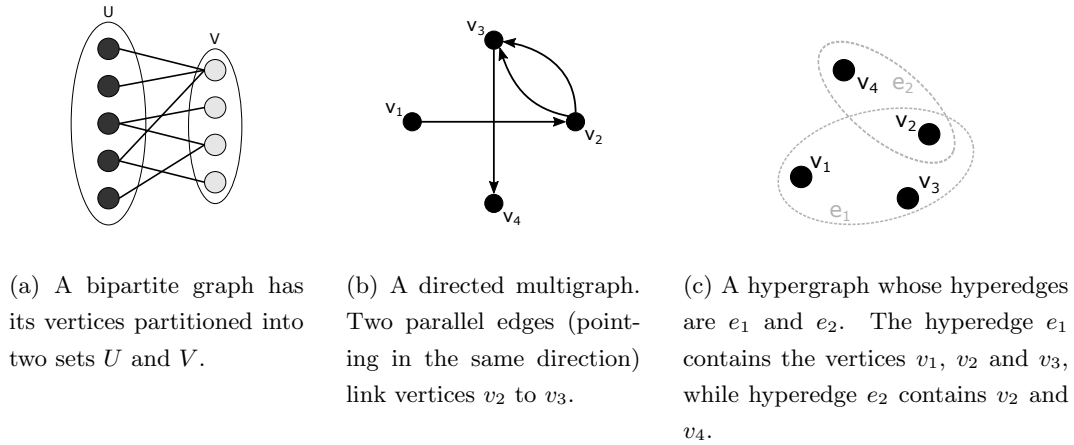 U
V
v3
v1
v2
v4
v4
e2
v2
v1
v3
e1
(a) A bipartite graph has
its vertices partitioned into
two sets U and V.
(b) A directed multigraph.
Two parallel edges (point-
ing in the same direction)
link vertices v2 to v3.
(c) A hypergraph whose hyperedges
are e1 and e2. The hyperedge e1
contains the vertices v1, v2 and v3,
while hyperedge e2 contains v2 and
v4.